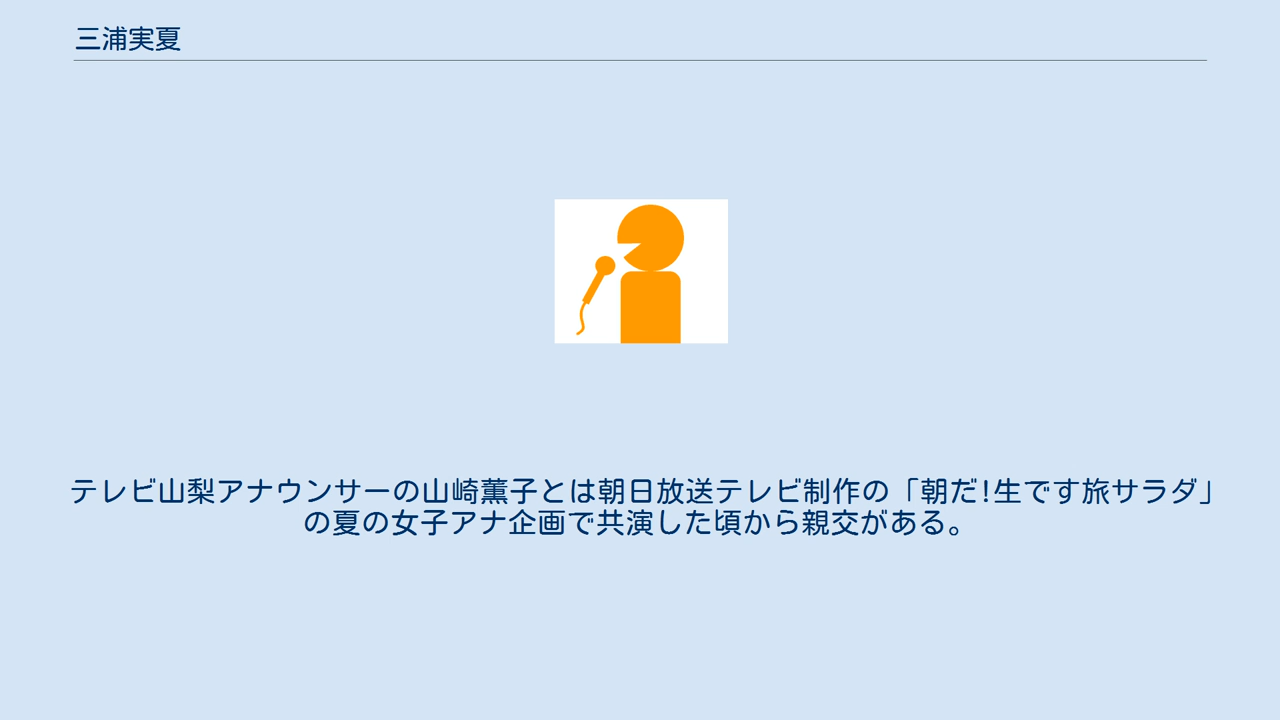 三浦実夏
テレビ山梨アナウンサーの山崎薫子とは朝日放送テレビ制作の「朝だ!生です旅サラダ」
の夏の女子アナ企画で共演した頃から親交がある。